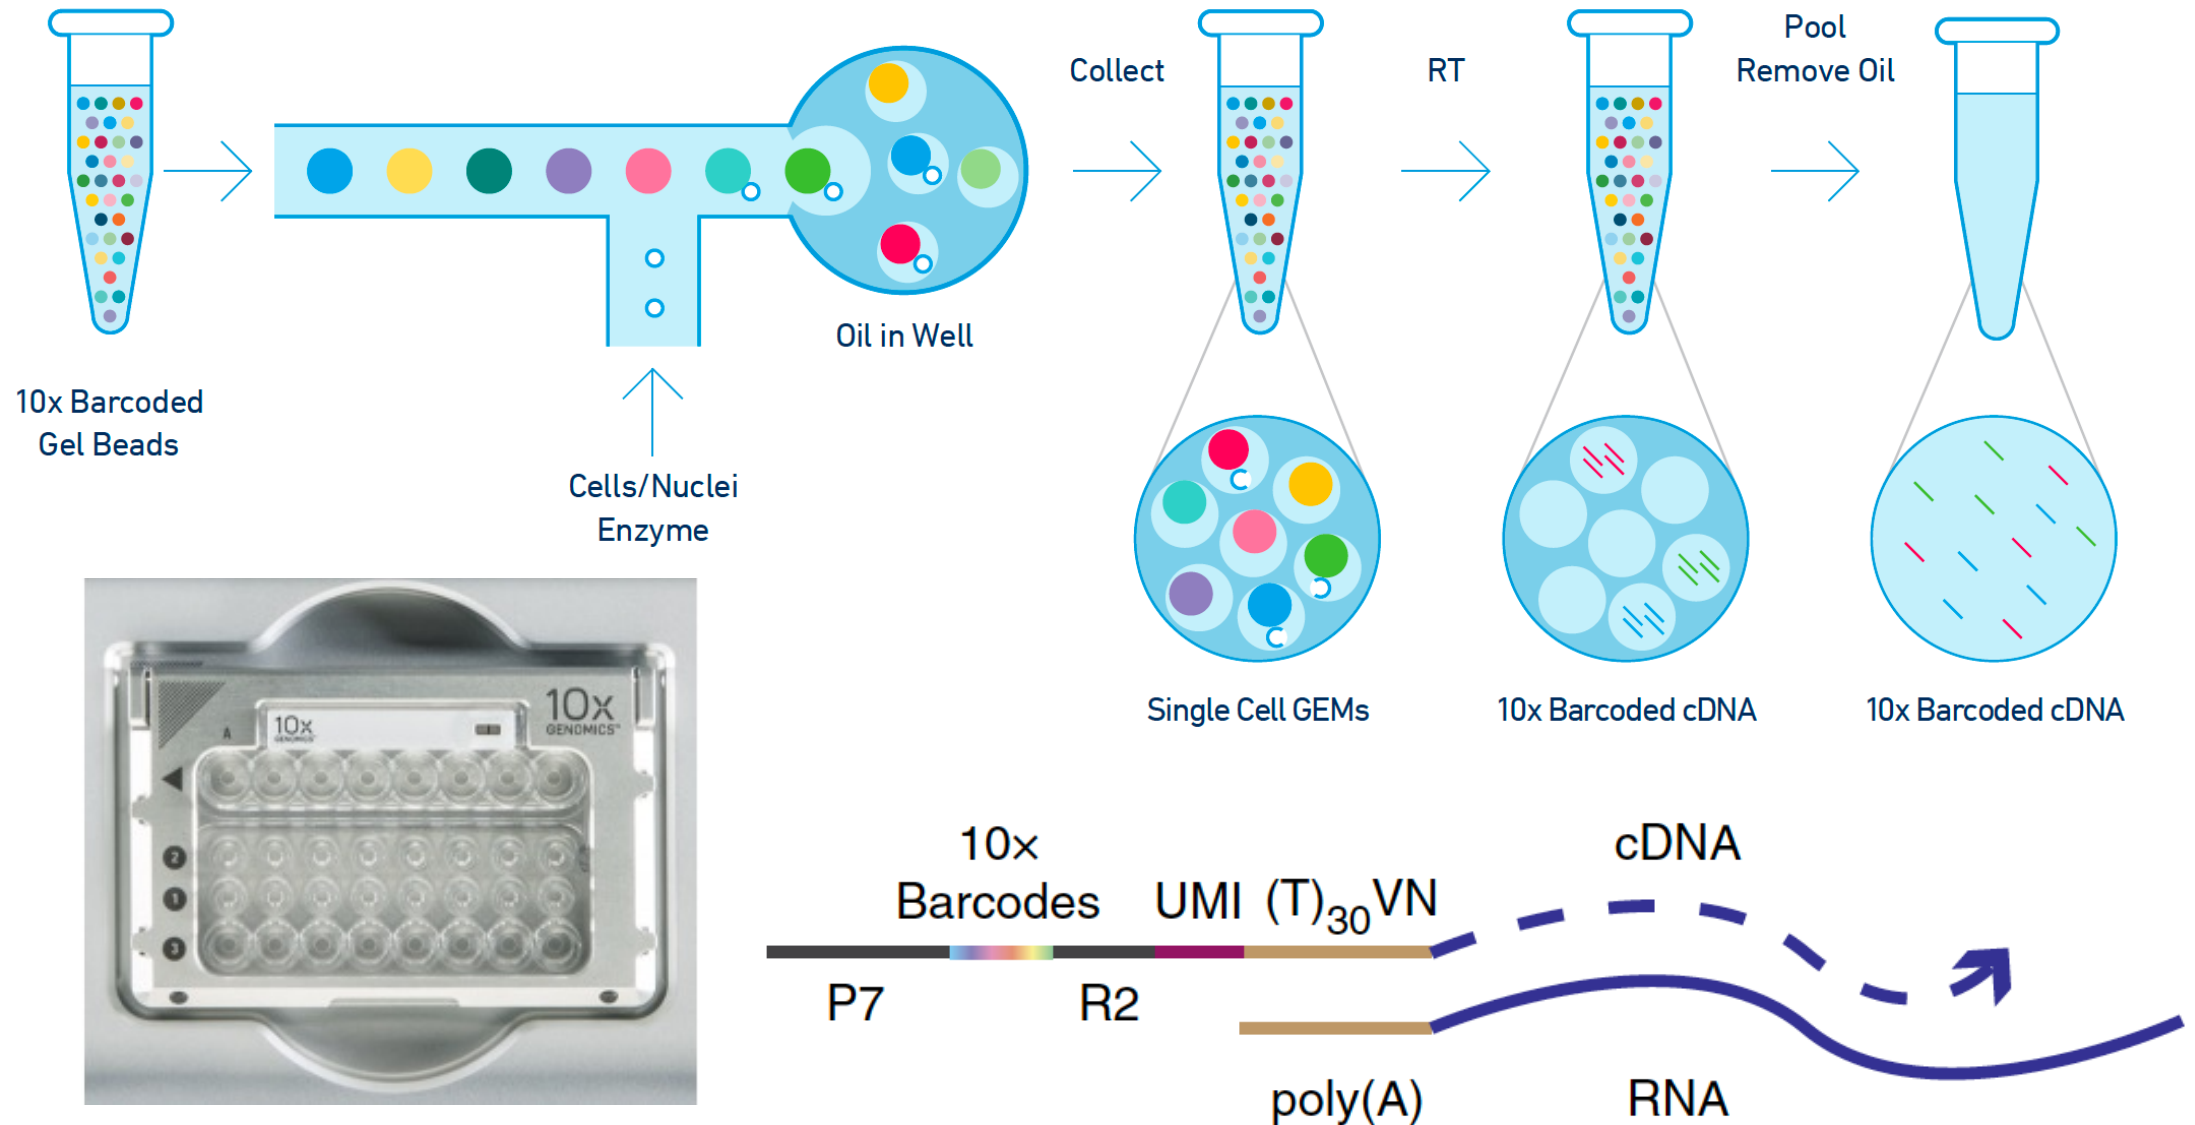 Collect
RT
Pool
Remove Oil
Oil in Well
10x Barcoded
Gel Beads
Cells/Nuclei
Enzyme
Single Cell GEMs
10x Barcoded cDNA
10x Barcoded cDNA
A
10x
GENOMICS
10x
GENOMICS™
2
1
3
10×
Barcodes
UMI
(T)30VN
cDNA
P7
R2
poly(A)
RNA